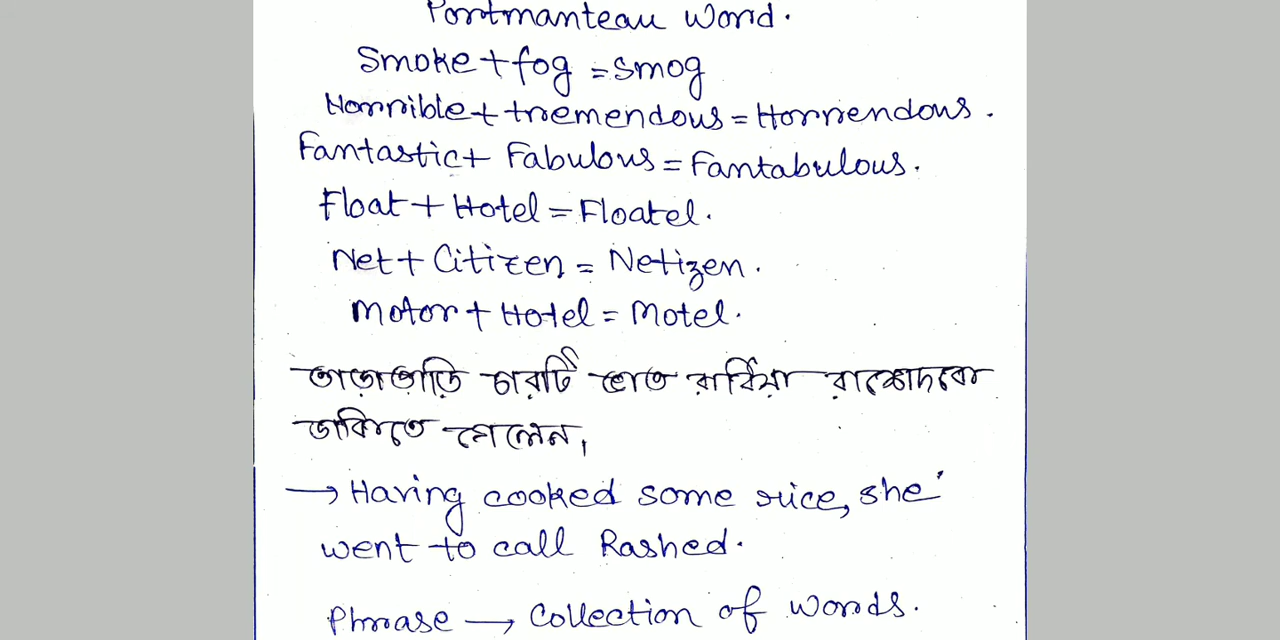 Portmanteau Word.
Smoke + fog = smog
Horrible + tremendous = Horrendous.
Fantastic + Fabulous = Fantabulous.
Float + Hotel = Floatel.
Net + Citizen = Netizen.
Motor + Hotel = Motel.
তাড়াতাড়ি চারটি ভাত রাঁধিয়া রাশেদকে
ডাকিতে গেলেন।
→ Having cooked some rice, she
went to call Rashed.
Phrase → Collection of words.